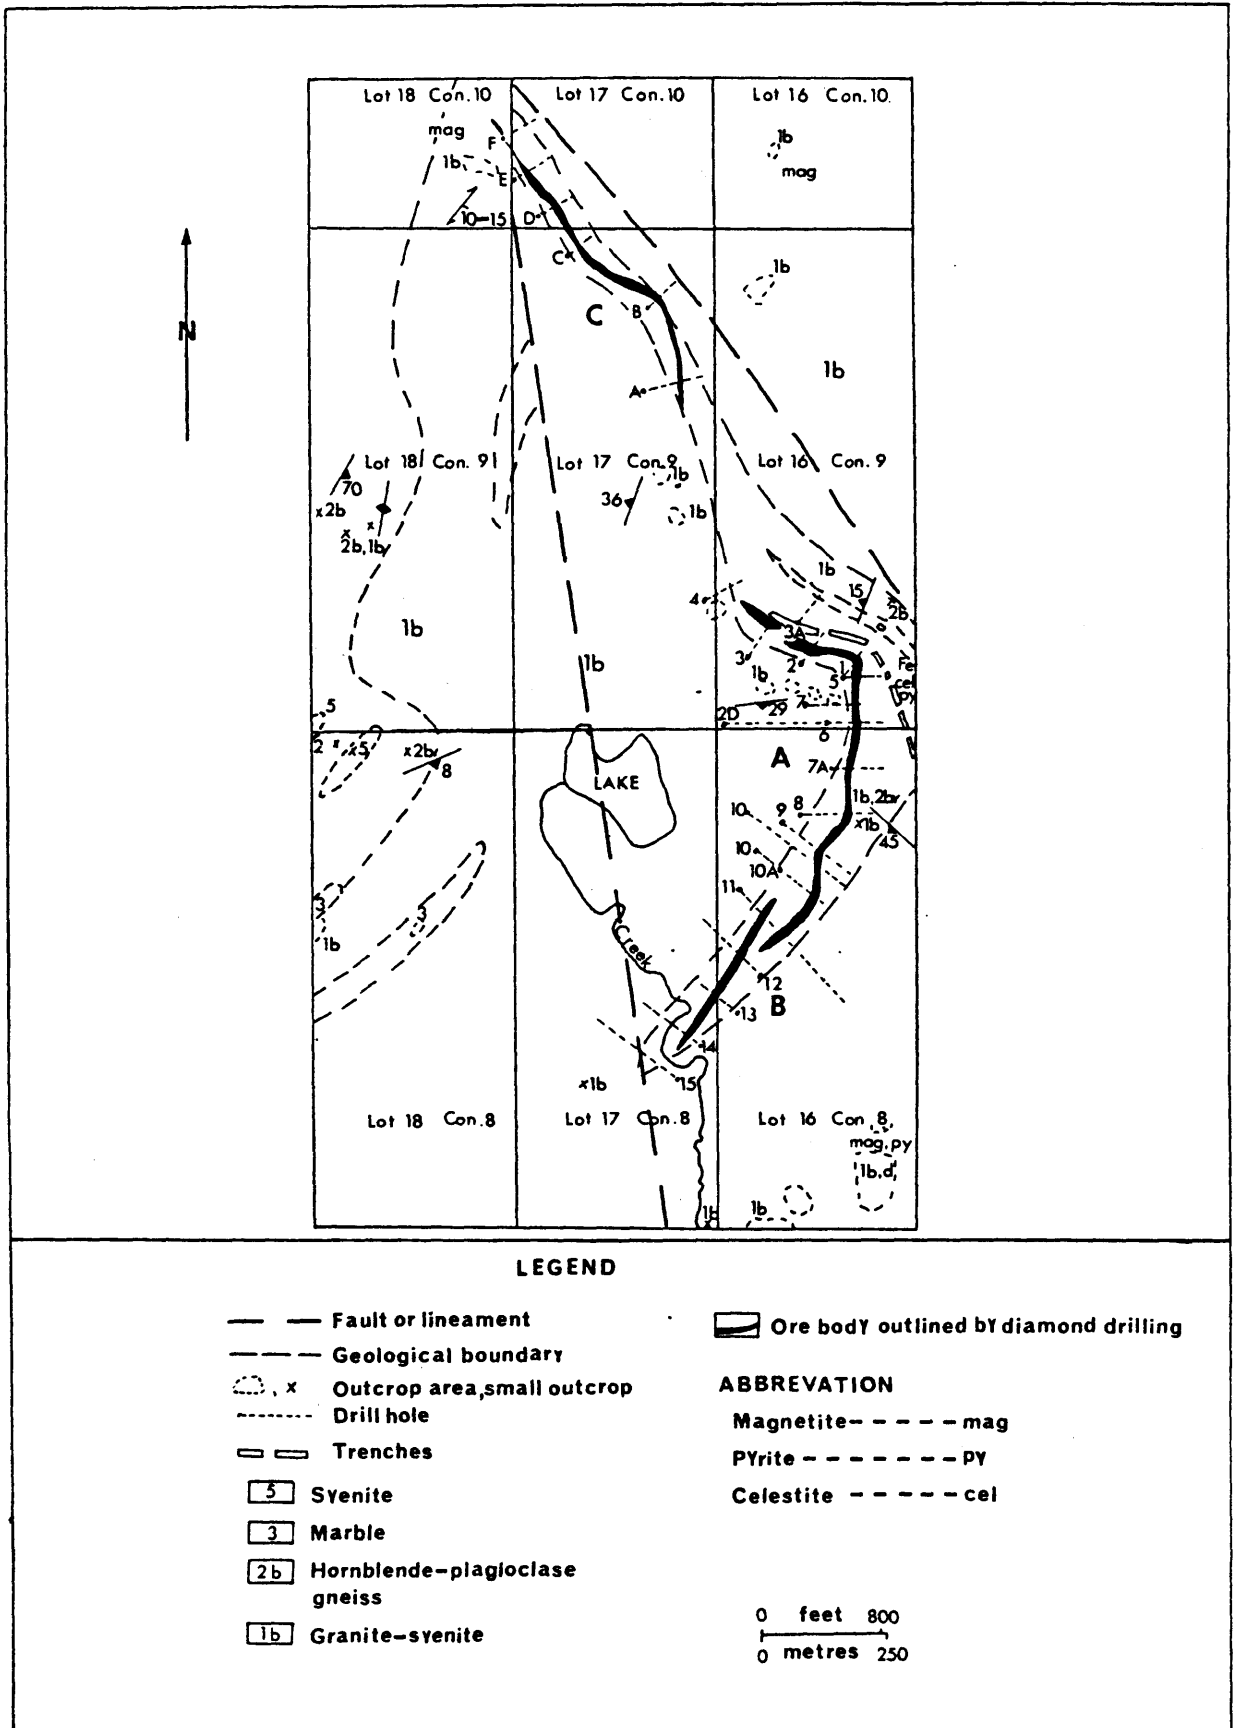 Lot 18 Con. 10
Lot 17 Con. 10
Lot 16 Con. 10
mag
F
1b
E
10-15
D
C
C
B
A
1b
mag
1b
1b
N
Lot 18 Con. 9
Lot 17 Con. 9
Lot 16 Con. 9
70
x2b
2b, 1b
36
1b
1b
1b
1b
1b
15
2b
4
3A
3
2
1
5
1b
7
29
2D
6
Fe
cel
py
5
2
x5
x2b
8
LAKE
A
7A
1b, 2b
8
9
10
x1b
45
10
10A
11
3
3
1b
Creek
12
B
13
14
15
x1b
Lot 18 Con. 8
Lot 17 Con. 8
Lot 16 Con. 8
mag, py
1b, d
1b
1b
LEGEND
Fault or lineament
Geological boundary
, x Outcrop area, small outcrop
Drill hole
Trenches
5 Syenite
3 Marble
2b Hornblende-plagioclase
gneiss
1b Granite-syenite
Ore body outlined by diamond drilling
ABBREVATION
Magnetite - - - - - mag
PYrite - - - - - - - py
Celestite - - - - - cel
0 feet 800
0 metres 250